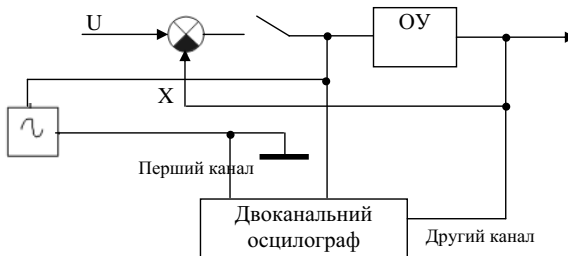 U
ОУ
X
Перший канал
Двоканальний
осцилограф
Другий канал